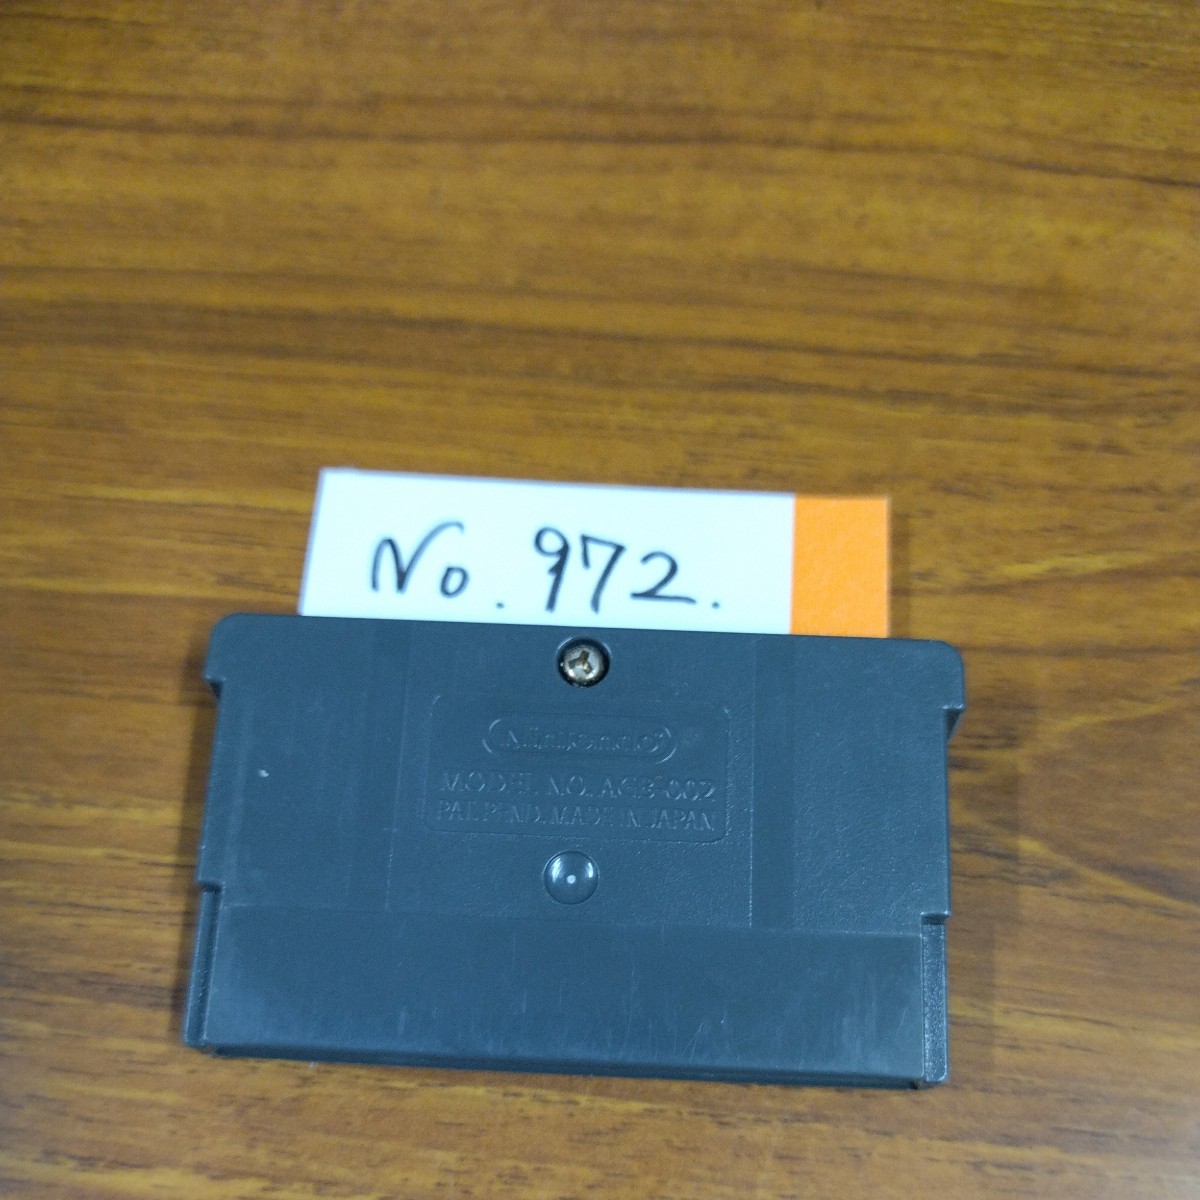 No. 972.
Nintendo®
MODEL NO. AGB-002
PAT. PEND. MADE IN JAPAN